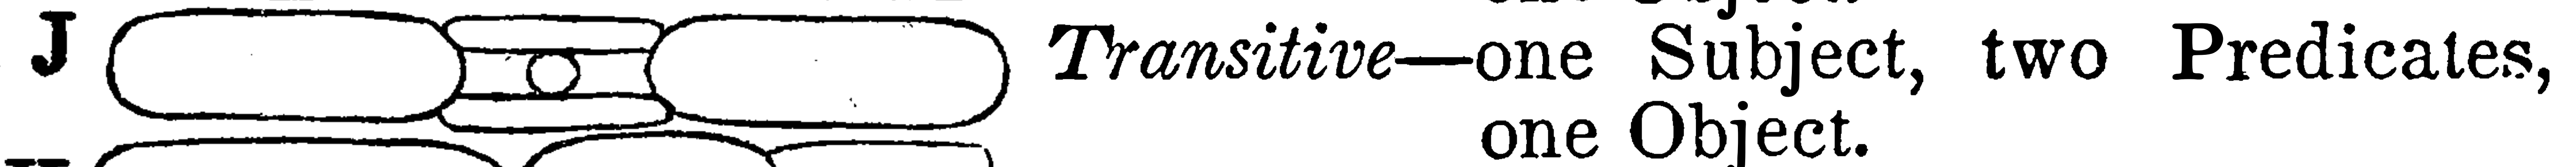 J Transitive—one Subject, two Predicates,
one Object.